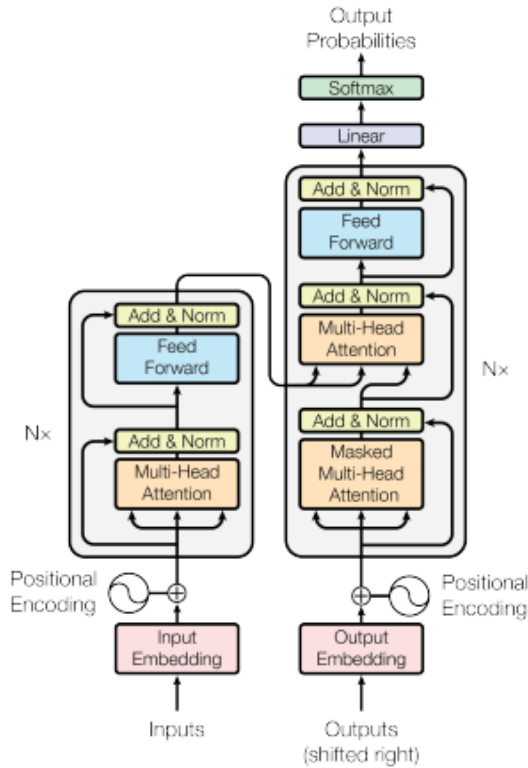 Output
Probabilities
Softmax
Linear
Add & Norm
Feed
Forward
Add & Norm
Multi-Head
Attention
Add & Norm
Masked
Multi-Head
Attention
N×
Add & Norm
Feed
Forward
Add & Norm
Multi-Head
Attention
N×
Positional
Encoding
Positional
Encoding
Input
Embedding
Output
Embedding
Inputs
Outputs
(shifted right)